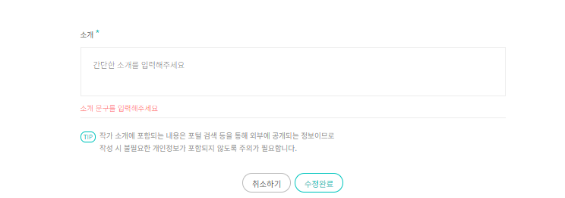 소개 *
간단한 소개를 입력해주세요
소개 문구를 입력해주세요
TIP 작가 소개에 포함되는 내용은 포털 검색 등을 통해 외부에 공개되는 정보이므로
작성 시 불필요한 개인정보가 포함되지 않도록 주의가 필요합니다.
취소하기 수정완료